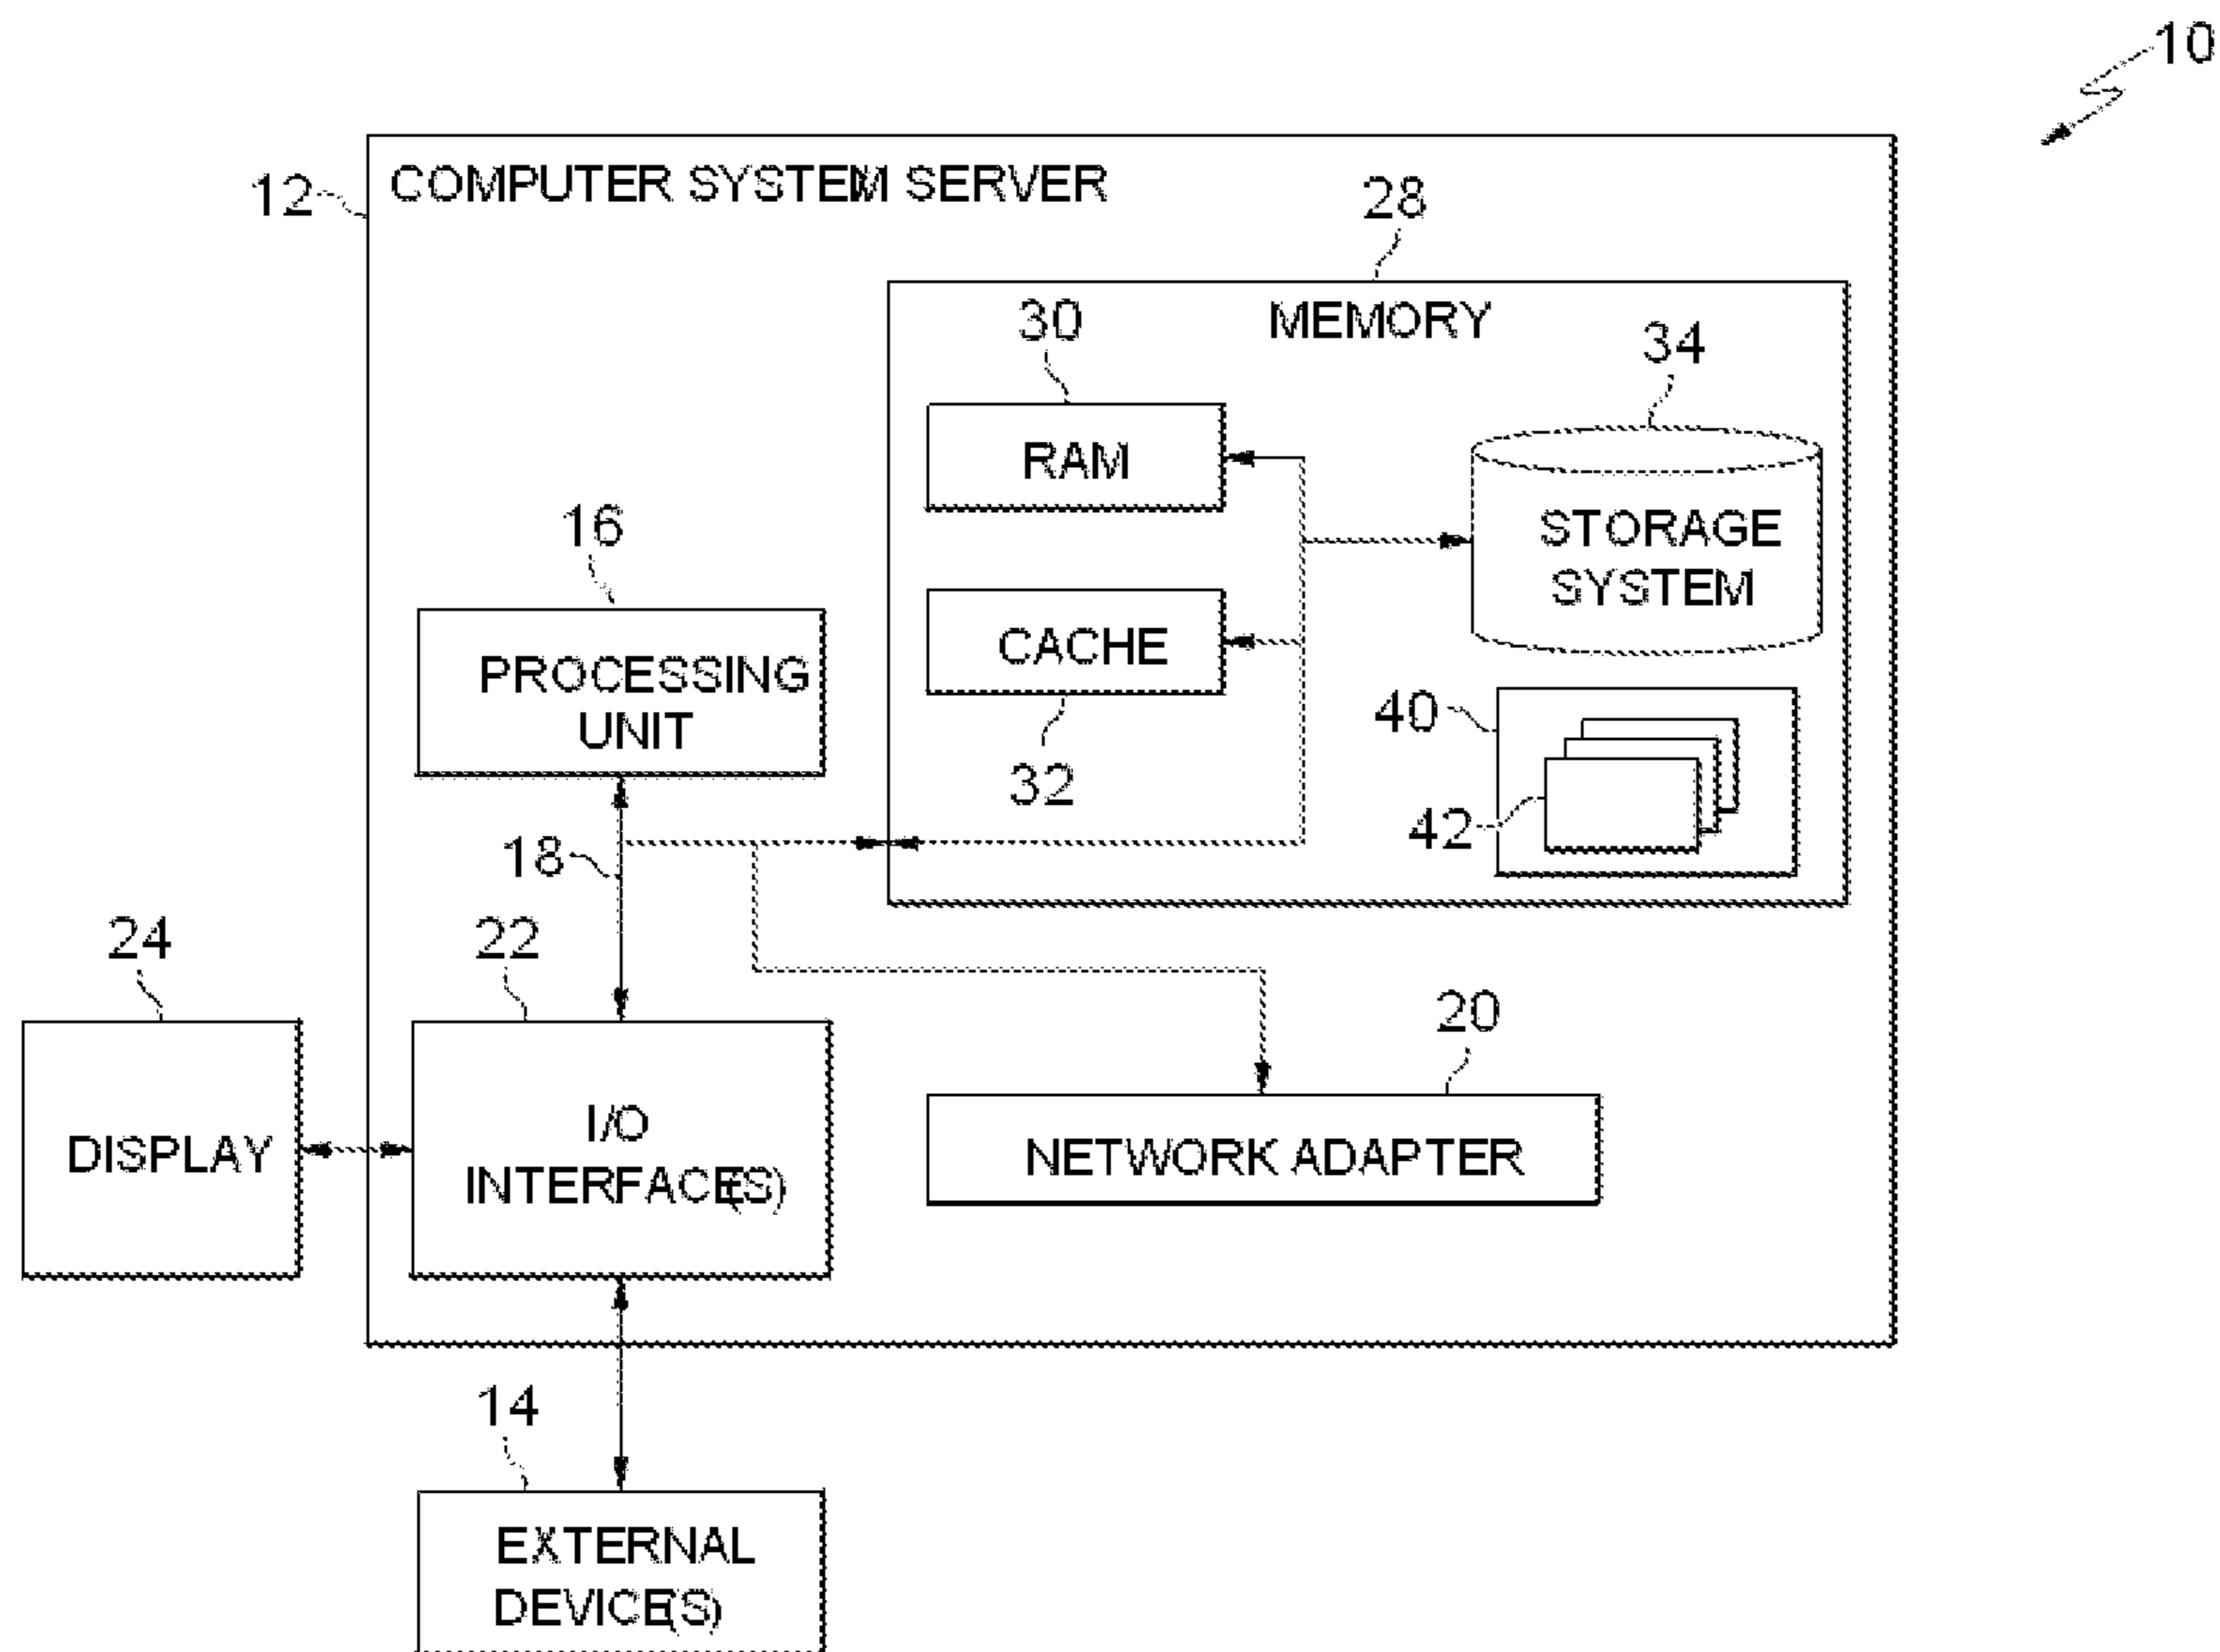 10
12
COMPUTER SYSTEM SERVER
28
MEMORY
30
34
RAM
STORAGE
SYSTEM
16
CACHE
PROCESSING
UNIT
32
40
42
18
24
22
20
DISPLAY
I/O
INTERFACE(S)
NETWORK ADAPTER
14
EXTERNAL
DEVICE(S)